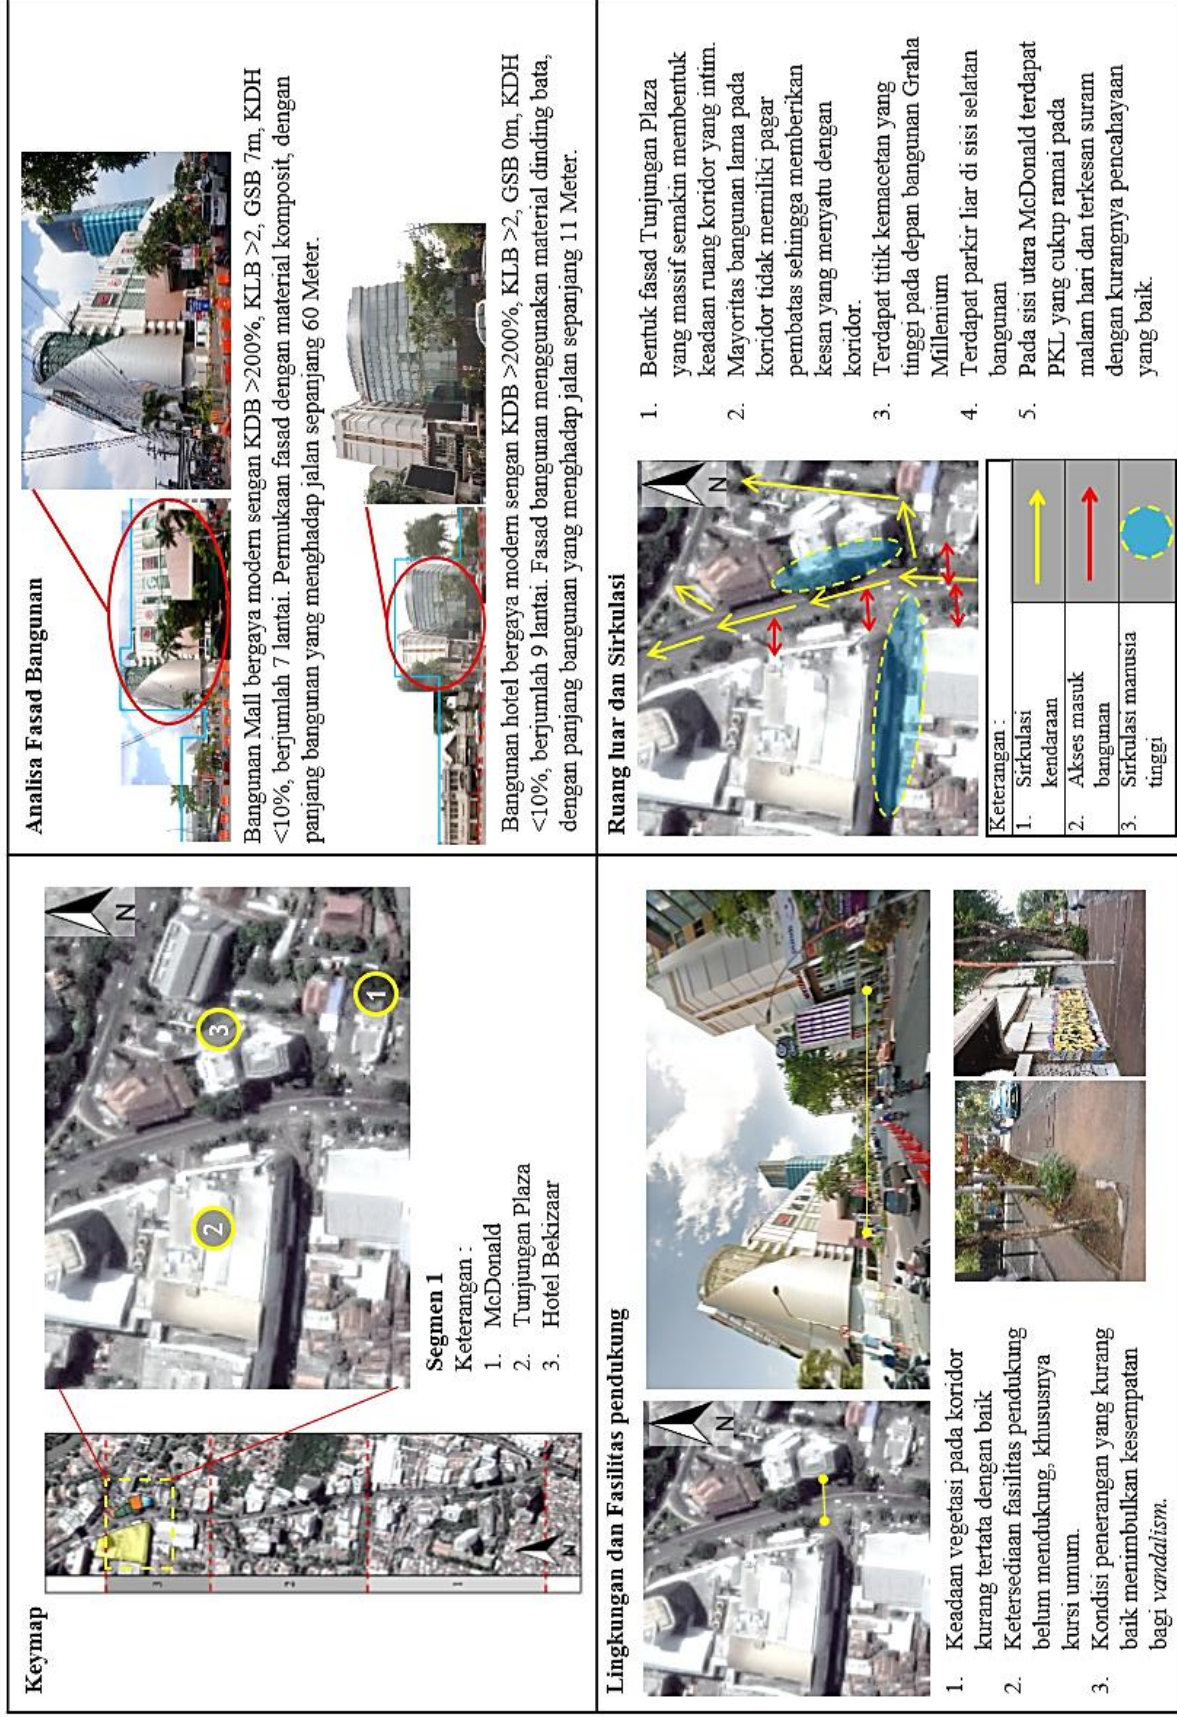 Keymap
3
2
1
N
N
2
3
1
Segmen 1
Keterangan :
1. McDonald
2. Tunjungan Plaza
3. Hotel Bekizaar
Analisa Fasad Bangunan
Bangunan Mall bergaya modern sengan KDB >200%, KLB >2, GSB 7m, KDH
<10%, berjumlah 7 lantai. Permukaan fasad dengan material komposit, dengan
panjang bangunan yang menghadap jalan sepanjang 60 Meter.
Bangunan hotel bergaya modern sengan KDB >200%, KLB >2, GSB 0m, KDH
<10%, berjumlah 9 lantai. Fasad bangunan menggunakan material dinding bata,
dengan panjang bangunan yang menghadap jalan sepanjang 11 Meter.
Lingkungan dan Fasilitas pendukung
N
1. Keadaan vegetasi pada koridor
kurang tertata dengan baik
2. Ketersediaan fasilitas pendukung
belum mendukung, khususnya
kursi umum.
3. Kondisi penerangan yang kurang
baik menimbulkan kesempatan
bagi vandalism.
Ruang luar dan Sirkulasi
N
Keterangan :
1. Sirkulasi
kendaraan
2. Akses masuk
bangunan
3. Sirkulasi manusia
tinggi
1. Bentuk fasad Tunjungan Plaza
yang massif semakin membentuk
keadaan ruang koridor yang intim.
2. Mayoritas bangunan lama pada
koridor tidak memiliki pagar
pembatas sehingga memberikan
kesan yang menyatu dengan
koridor.
3. Terdapat titik kemacetan yang
tinggi pada depan bangunan Graha
Millenium
4. Terdapat parkir liar di sisi selatan
bangunan
5. Pada sisi utara McDonald terdapat
PKL yang cukup ramai pada
malam hari dan terkesan suram
dengan kurangnya pencahayaan
yang baik.